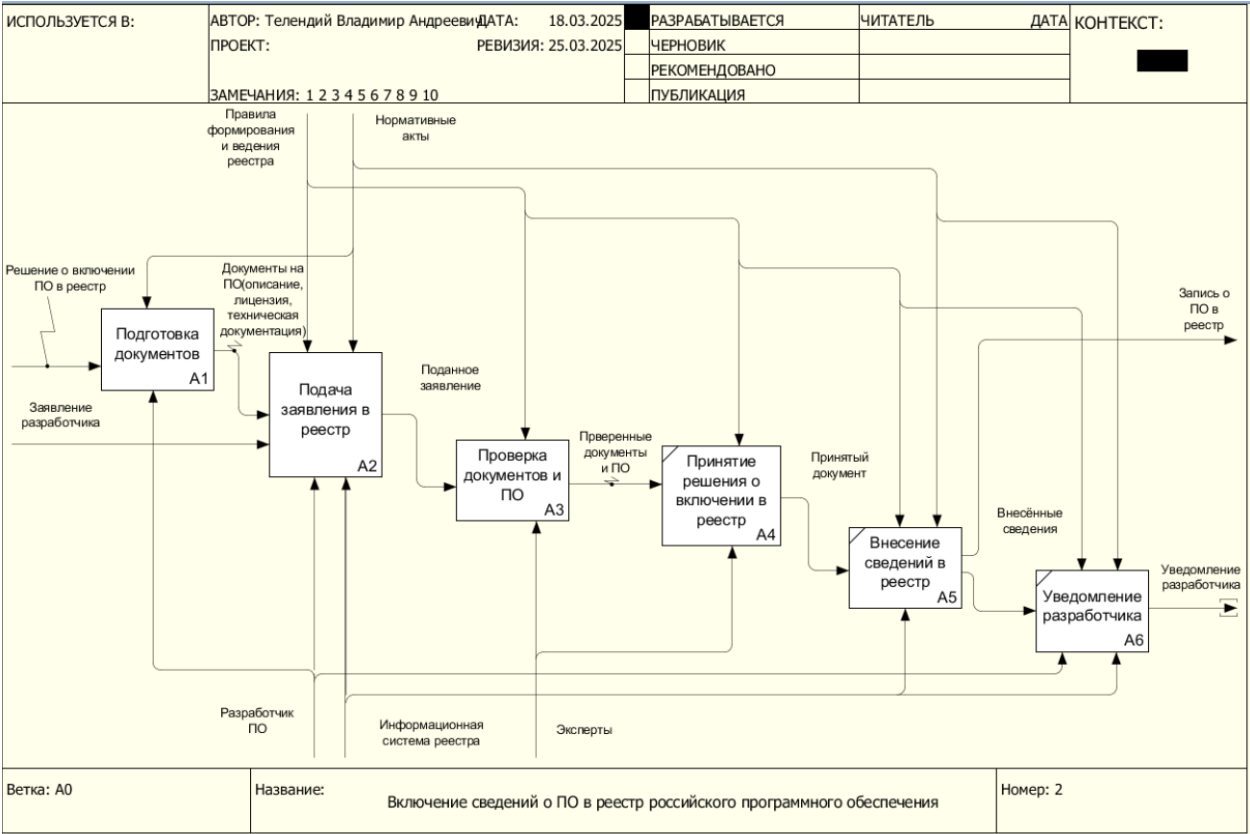 ИСПОЛЬЗУЕТСЯ В:
АВТОР: Телендий Владимир Андреевич
ДАТА: 18.03.2025
РАЗРАБАТЫВАЕТСЯ
ЧИТАТЕЛЬ
ДАТА
КОНТЕКСТ:
ПРОЕКТ:
РЕВИЗИЯ: 25.03.2025
ЧЕРНОВИК
РЕКОМЕНДОВАНО
ЗАМЕЧАНИЯ: 1 2 3 4 5 6 7 8 9 10
ПУБЛИКАЦИЯ
Правила
формирования
и ведения
реестра
Нормативные
акты
Решение о включении
ПО в реестр
Документы на
ПО(описание,
лицензия,
техническая
документация)
Запись о
ПО в
реестр
Подготовка
документов
A1
Заявление
разработчика
Подача
заявления в
реестр
A2
Поданное
заявление
Проверка
документов и
ПО
A3
Прверенные
документы
и ПО
Принятие
решения о
включении в
реестр
A4
Принятый
документ
Внесение
сведений в
реестр
A5
Внесённые
сведения
Уведомление
разработчика
A6
Уведомление
разработчика
Разработчик
ПО
Информационная
система реестра
Эксперты
Ветка: A0
Название:
Включение сведений о ПО в реестр российского программного обеспечения
Номер: 2